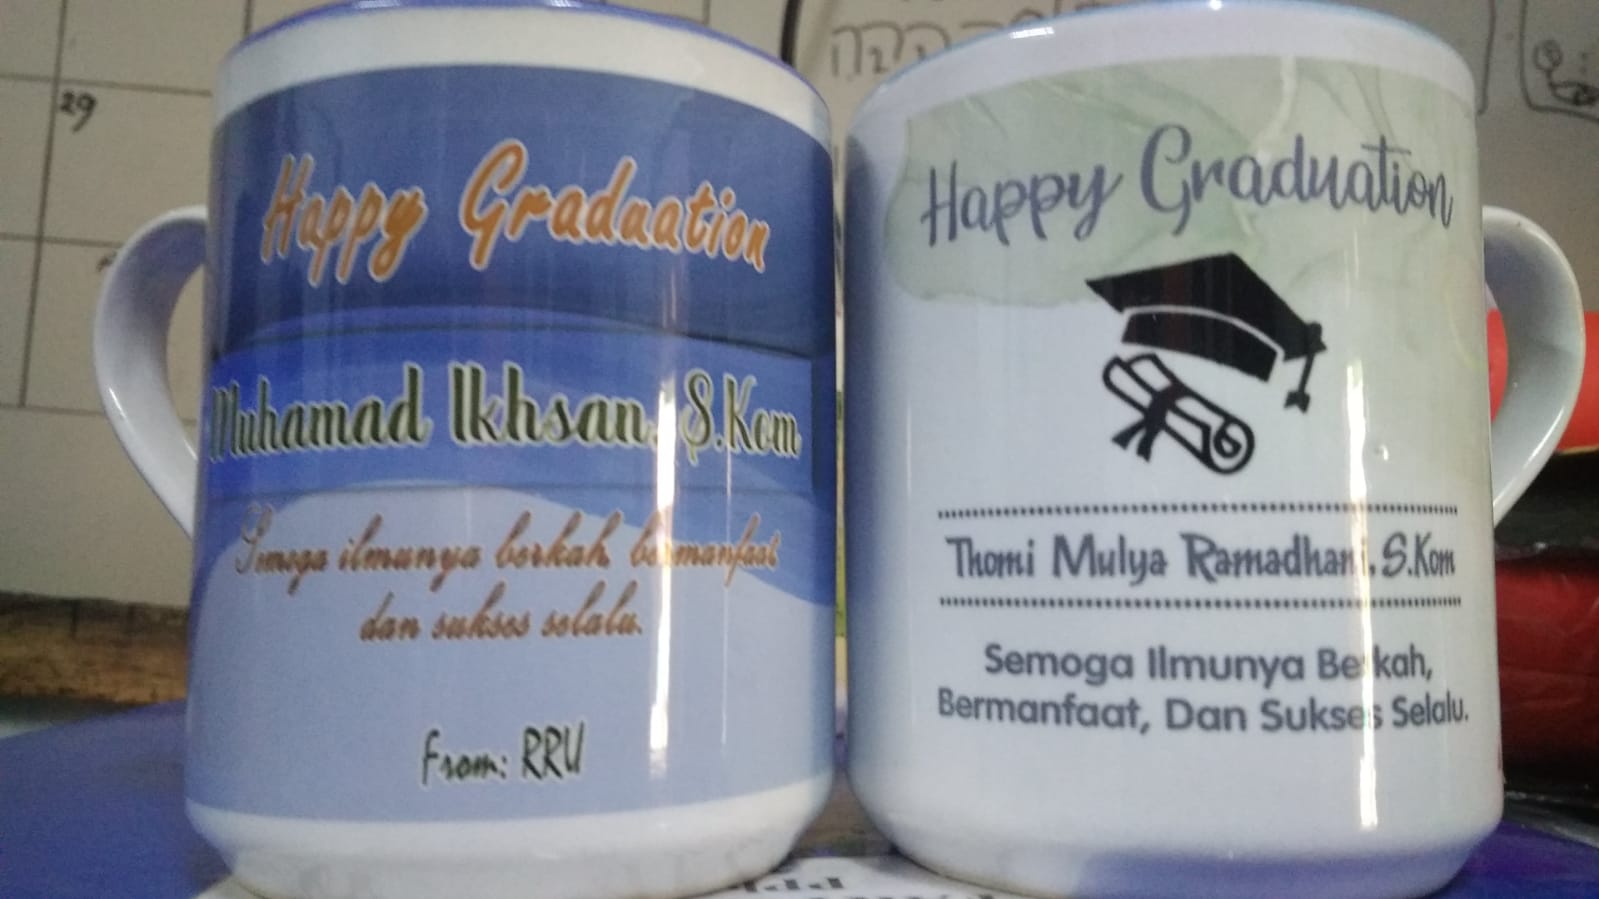 29
Happy Graduation
Muhamad Ikhsan, S.Kom
Semoga ilmunya berkah, bermanfaat
dan sukses selalu.
From: RRU
Happy Graduation
Thomi Mulya Ramadhani, S.Kom
Semoga Ilmunya Berkah,
Bermanfaat, Dan Sukses Selalu.